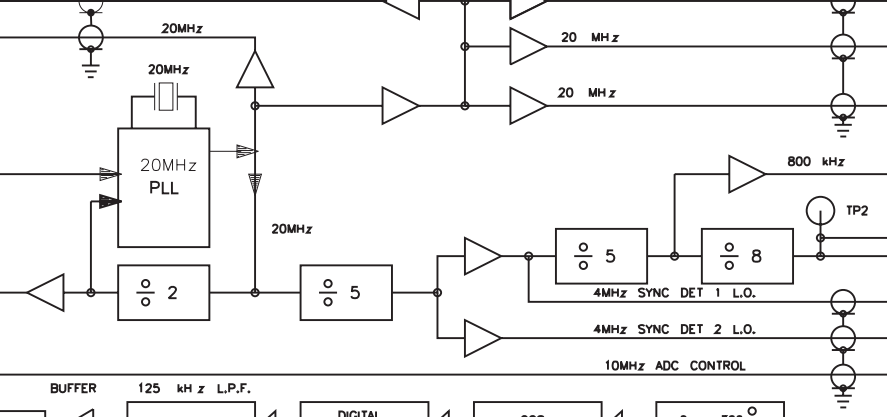 20MHz
20 MHz
20MHz
20 MHz
20MHz
PLL
800 kHz
TP2
20MHz
÷ 5
÷ 8
÷ 2
÷ 5
4MHz SYNC DET 1 L.O.
4MHz SYNC DET 2 L.O.
10MHz ADC CONTROL
BUFFER
125 kH z L.P.F.
DIGITAL